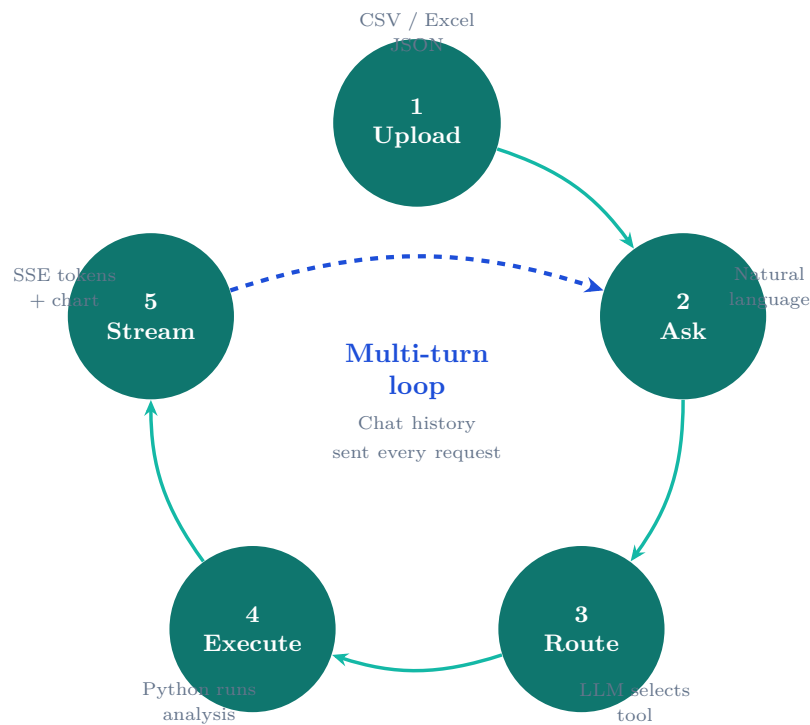 CSV / Excel
JSON
1
Upload
SSE tokens
+ chart
5
Stream
Natural
language
2
Ask
Multi-turn
loop
Chat history
sent every request
4
Execute
Python runs
analysis
3
Route
LLM selects
tool